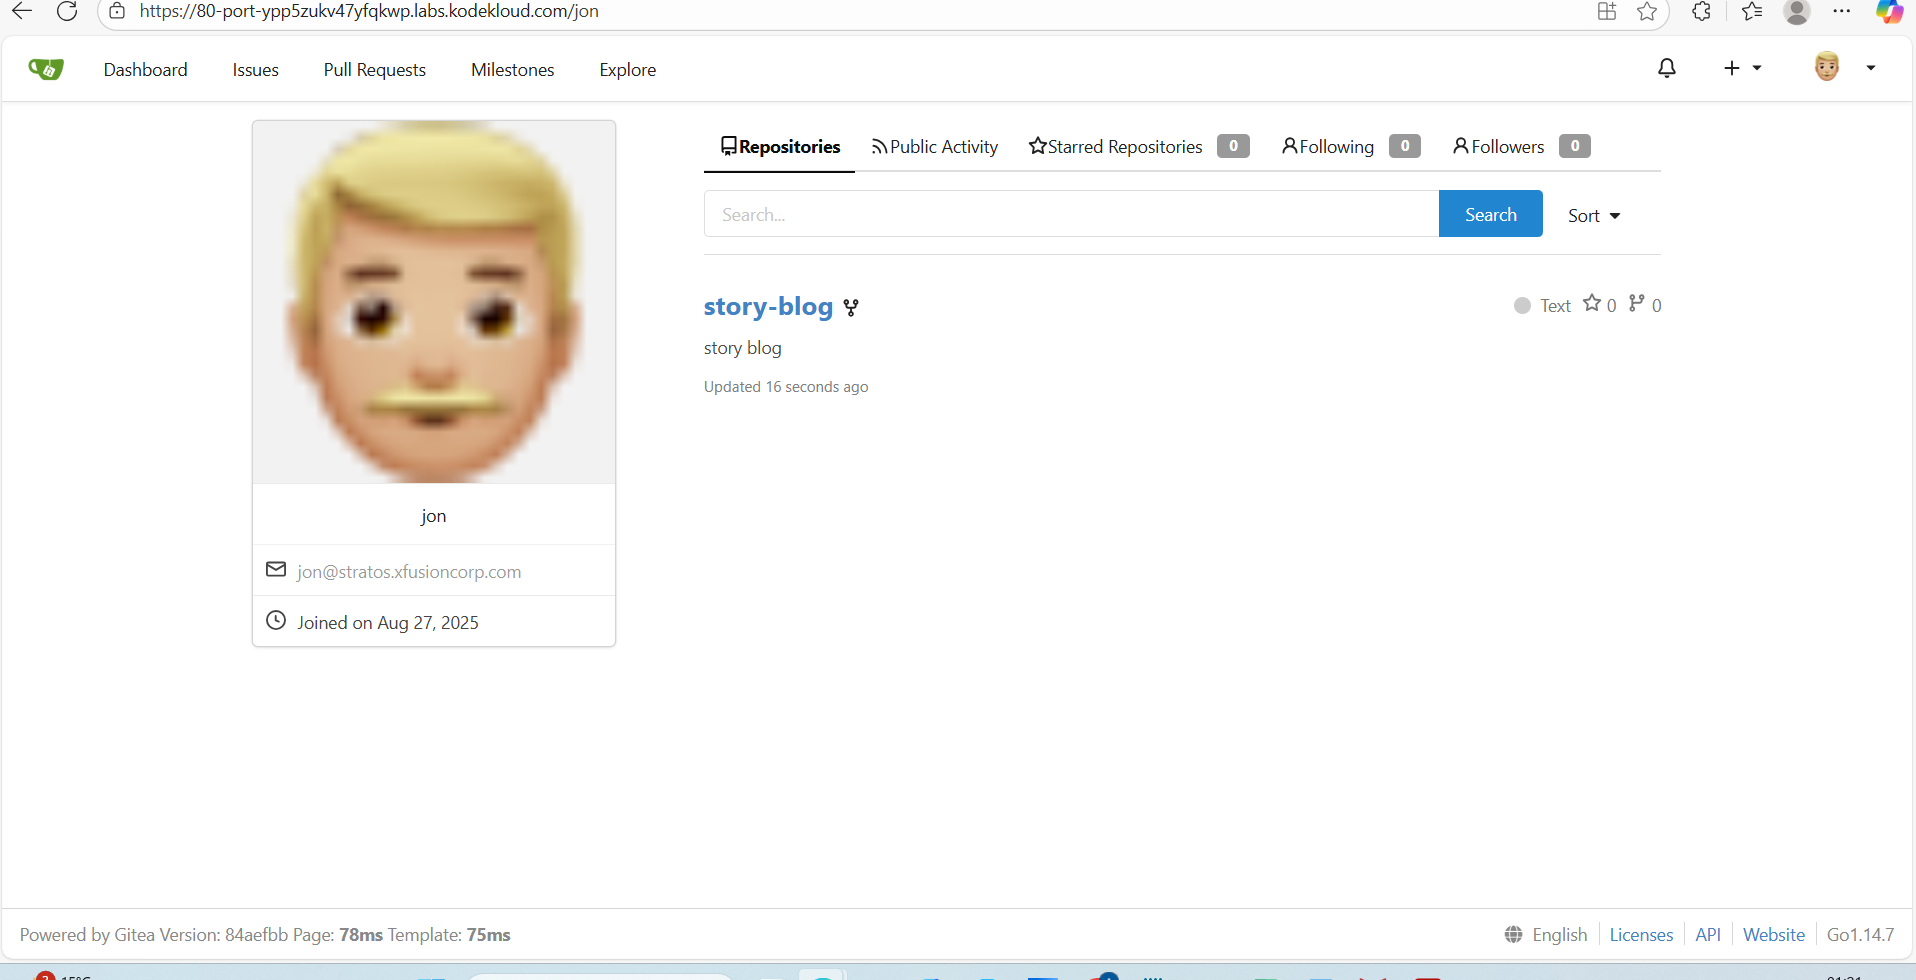 https://80-port-ypp5zukv47yfqkwp.labs.kodekloud.com/jon
Dashboard Issues Pull Requests Milestones Explore
Repositories Public Activity Starred Repositories 0 Following 0 Followers 0
Search... Search Sort
story-blog Text 0 0
story blog
Updated 16 seconds ago
jon
jon@stratos.xfusioncorp.com
Joined on Aug 27, 2025
Powered by Gitea Version: 84aefbb Page: 78ms Template: 75ms English Licenses API Website Go1.14.7